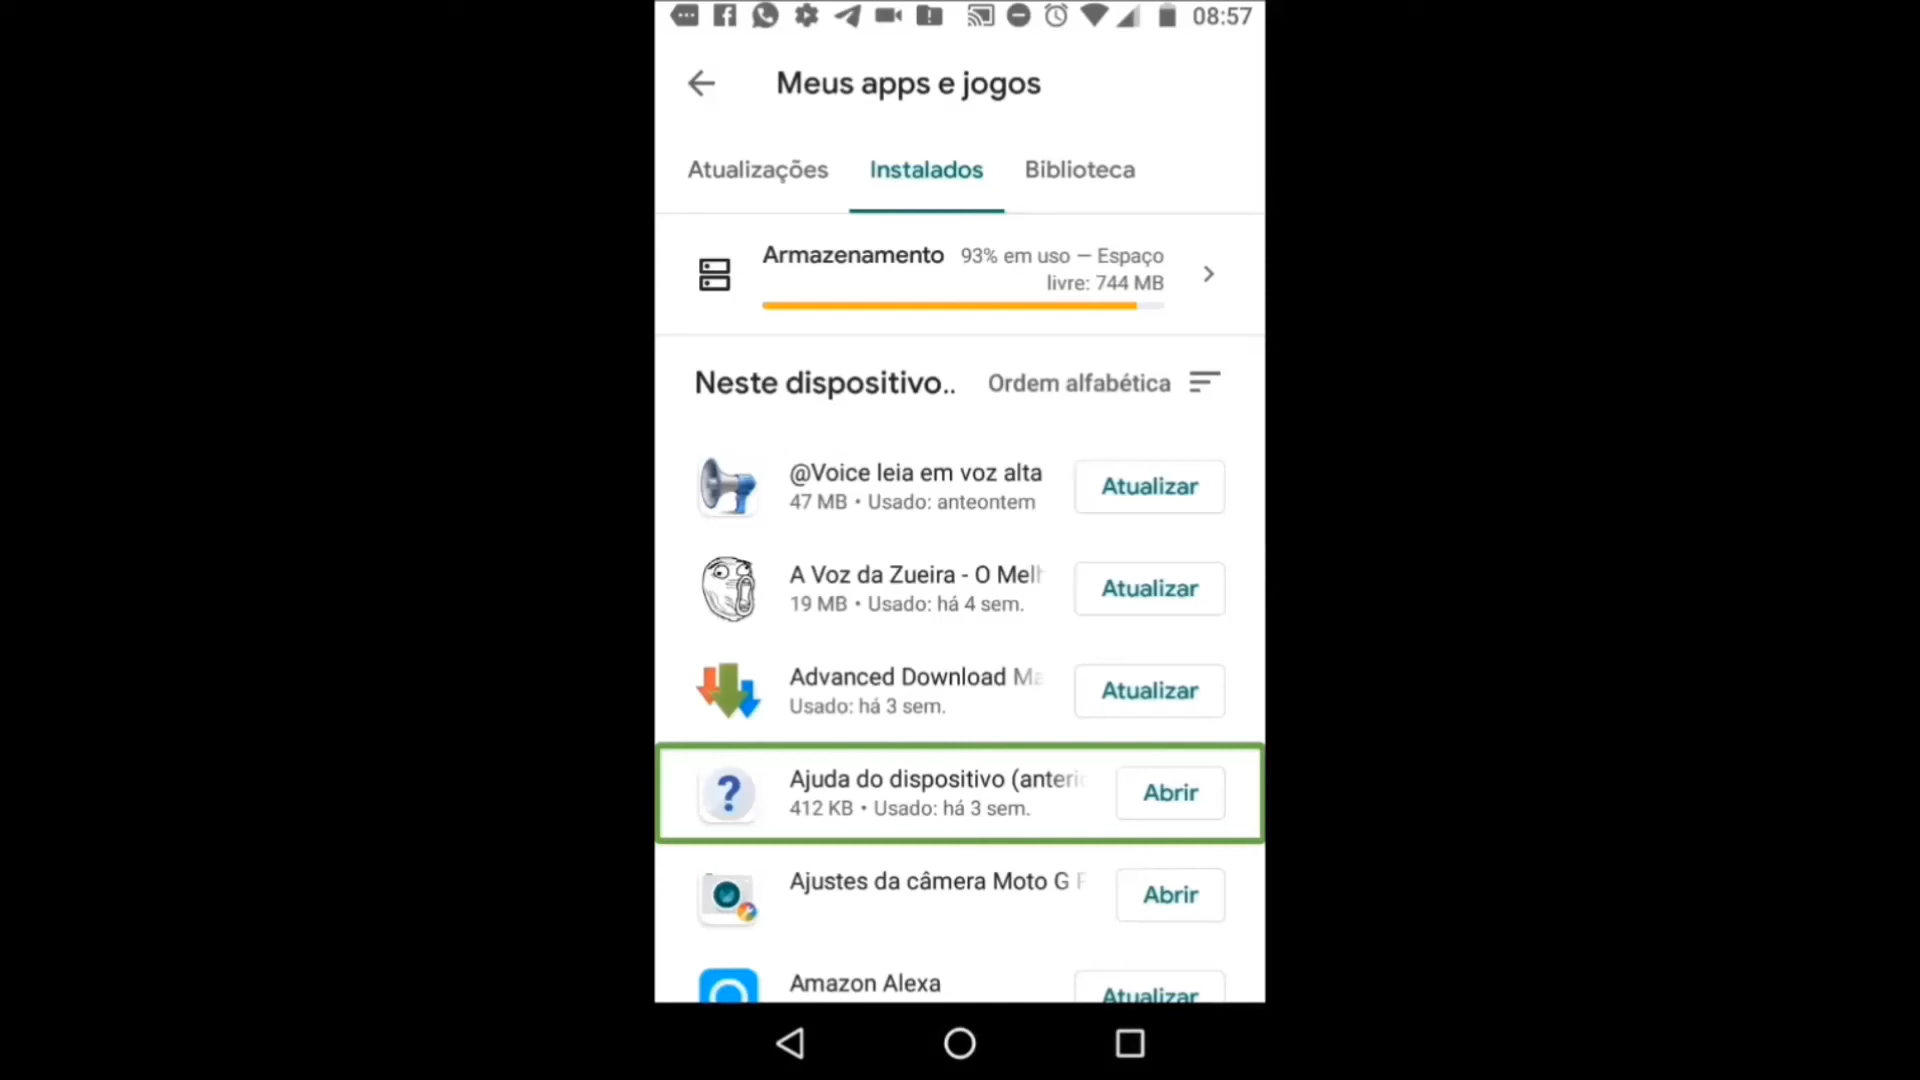 08:57
Meus apps e jogos
Atualizações Instalados Biblioteca
Armazenamento 93% em uso — Espaço
livre: 744 MB
Neste dispositivo.. Ordem alfabética
@Voice leia em voz alta
47 MB • Usado: anteontem
Atualizar
A Voz da Zueira - O Melh
19 MB • Usado: há 4 sem.
Atualizar
Advanced Download Ma
Usado: há 3 sem.
Atualizar
?
Ajuda do dispositivo (anterio
412 KB • Usado: há 3 sem.
Abrir
Ajustes da câmera Moto G P
Abrir
Amazon Alexa
Atualizar